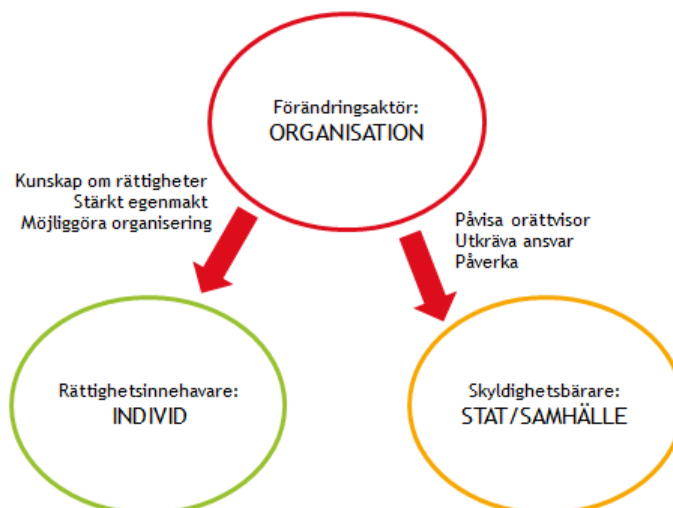 Förändringsaktör:
ORGANISATION
Kunskap om rättigheter
Stärkt egenmakt
Möjliggöra organisering
Påvisa orättvisor
Utkräva ansvar
Påverka
Rättighetsinnehavare:
INDIVID
Skyldighetsbärare:
STAT/SAMHÄLLE